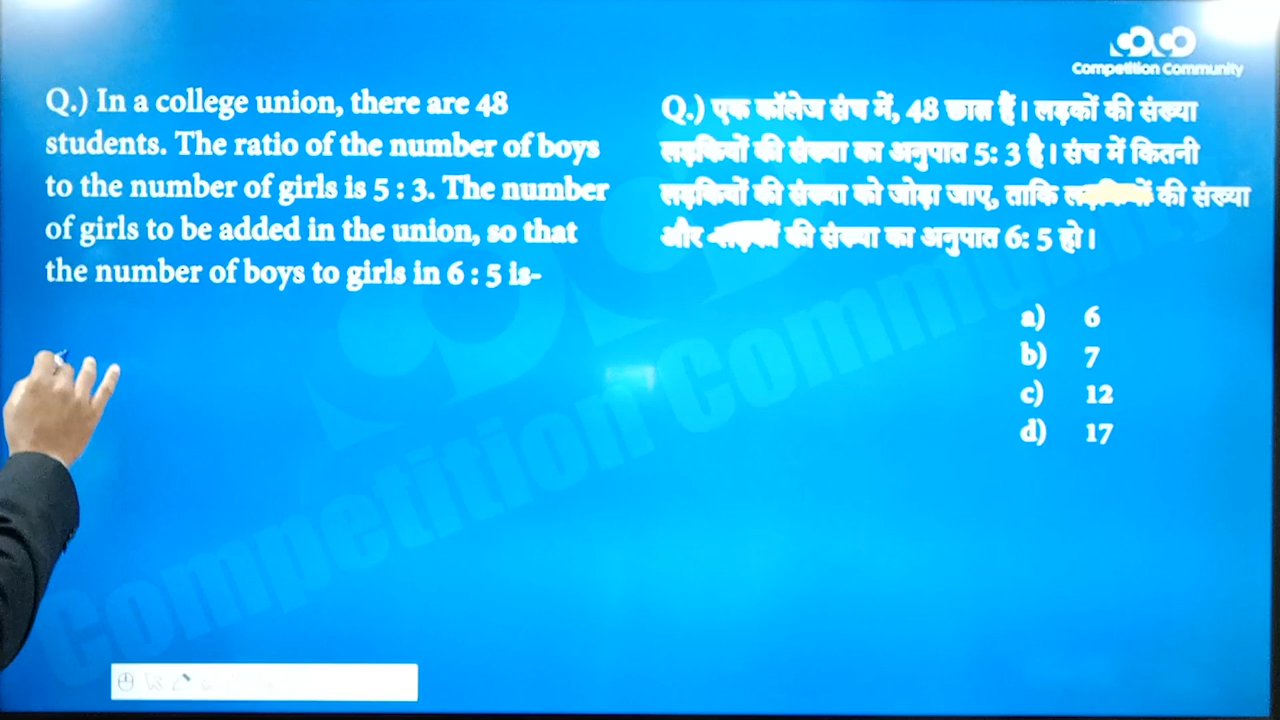 Competition Community
Q.) In a college union, there are 48
students. The ratio of the number of boys
to the number of girls is 5 : 3. The number
of girls to be added in the union, so that
the number of boys to girls in 6 : 5 is-
Q.) एक कॉलेज संघ में, 48 छात्र हैं। लड़कों की संख्या
लड़कियों की संख्या का अनुपात 5: 3 है। संघ में कितनी
लड़कियों की संख्या को जोड़ा जाए, ताकि की संख्या
और की संख्या का अनुपात 6: 5 हो।
a) 6
b) 7
c) 12
d) 17
Competition Community